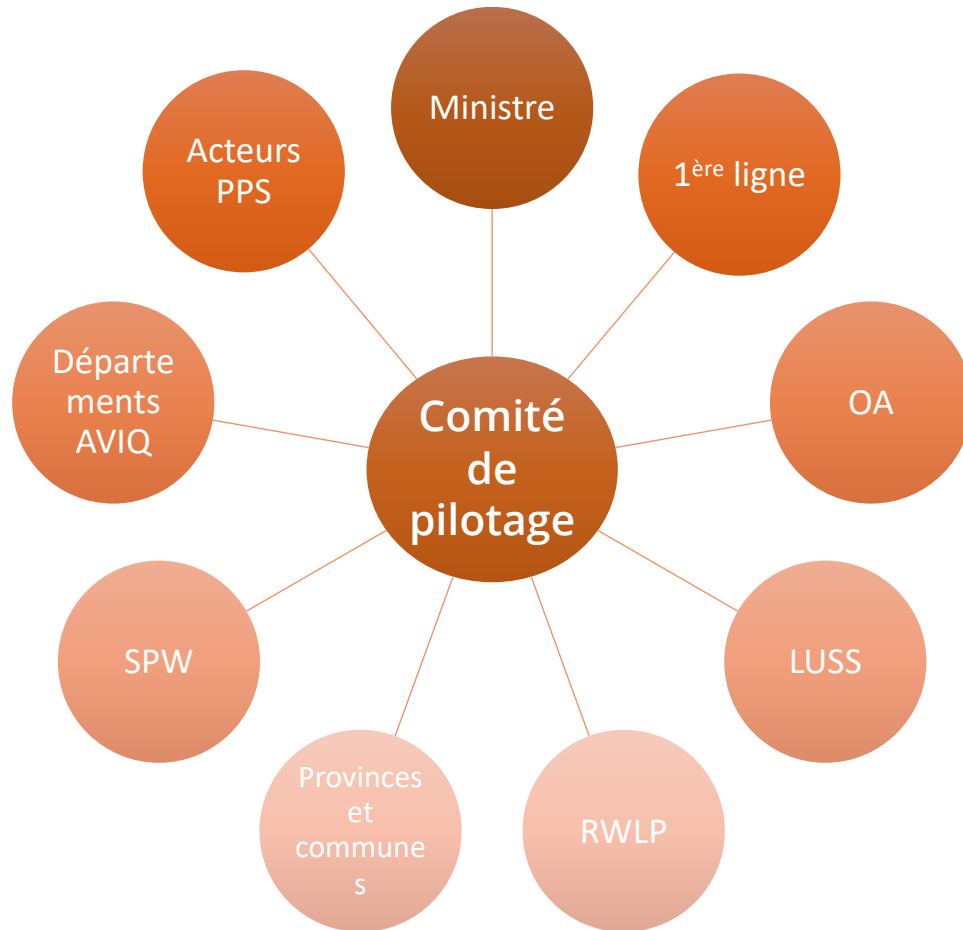 Ministre
1ère ligne
OA
LUSS
RWLP
Provinces
et
commune
s
SPW
Départe
ments
AVIQ
Acteurs
PPS
Comité
de
pilotage